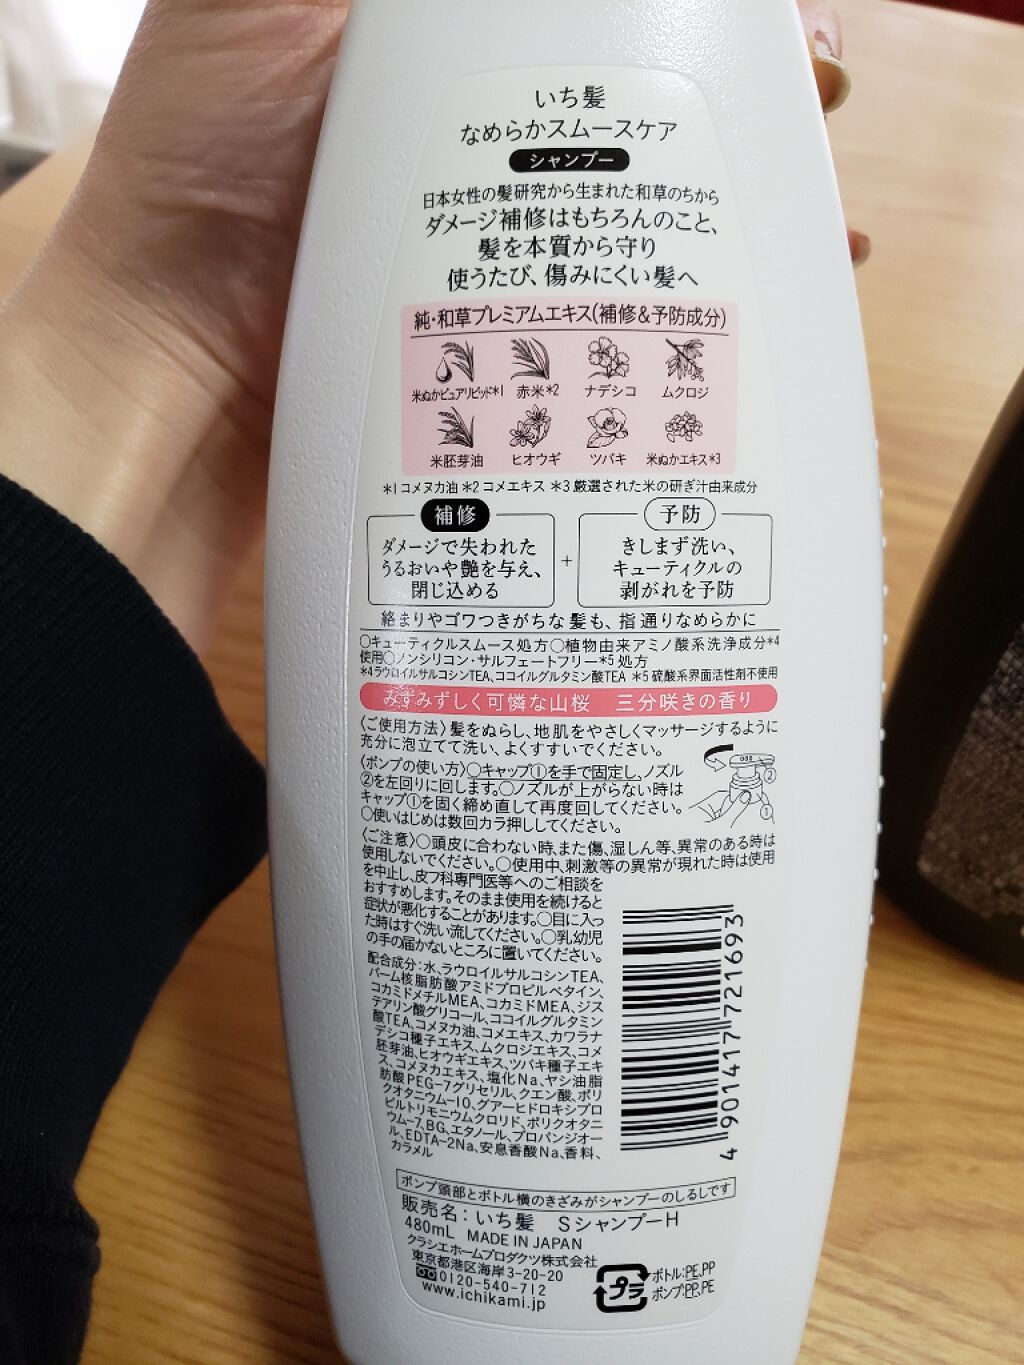 いち髪
なめらかスムースケア
シャンプー
日本女性の髪研究から生まれた和草のちから
ダメージ補修はもちろんのこと、
髪を本質から守り
使うたび、傷みにくい髪へ
純・和草プレミアムエキス(補修&予防成分)
米ぬかピュアリピッド*1 赤米*2 ナデシコ ムクロジ
米胚芽油 ヒオウギ ツバキ 米ぬかエキス*3
*1 コメヌカ油 *2 コメエキス *3 厳選された米の研ぎ汁由来成分
補修
ダメージで失われた
うるおいや艶を与え、
閉じ込める
+
予防
きしまず洗い、
キューティクルの
剥がれを予防
絡まりやゴワつきがちな髪も、指通りなめらかに
○キューティクルスムース処方○植物由来アミノ酸系洗浄成分*4
使用○ノンシリコン・サルフェートフリー*5 処方
*4ラウロイルサルコシンTEA、ココイルグルタミン酸TEA *5 硫酸系界面活性剤不使用
みずみずしく可憐な山桜 三分咲きの香り
〈ご使用方法〉髪をぬらし、地肌をやさしくマッサージするように
充分に泡立てて洗い、よくすすいでください。
〈ポンプの使い方〉○キャップ①を手で固定し、ノズル
②を左回りに回します。○ノズルが上がらない時は
キャップ①を固く締め直して再度回してください。
○使いはじめは数回カラ押ししてください。
②
①
〈ご注意〉○頭皮に合わない時、また傷、湿しん等、異常のある時は
使用しないでください。○使用中、刺激等の異常が現れた時は使用
を中止し、皮フ科専門医等へのご相談を
おすすめします。そのまま使用を続けると
症状が悪化することがあります。○目に入っ
た時はすぐ洗い流してください。○乳幼児
の手の届かないところに置いてください。
配合成分:水、ラウロイルサルコシンTEA、
パーム核脂肪酸アミドプロピルベタイン、
コカミドメチルMEA、コカミドMEA、ジス
テアリン酸グリコール、ココイルグルタミン
酸TEA、コメヌカ油、コメエキス、カワラナ
デシコ種子エキス、ムクロジエキス、コメ
胚芽油、ヒオウギエキス、ツバキ種子エキ
ス、コメヌカエキス、塩化Na、ヤシ油脂
肪酸PEG-7グリセリル、クエン酸、ポリ
クオタニウム-10、グアーヒドロキシプロ
ピルトリモニウムクロリド、ポリクオタニ
ウム-7、BG、エタノール、プロパンジオー
ル、EDTA-2Na、安息香酸Na、香料、
カラメル
4 901417 721693
ポンプ頭部とボトル横のきざみがシャンプーのしるしです
販売名:いち髪 SシャンプーH
480mL MADE IN JAPAN
クラシエホームプロダクツ株式会社
東京都港区海岸3-20-20
0120-540-712
www.ichikami.jp
プラ
ボトル:PE,PP
ポンプ:PP,PE